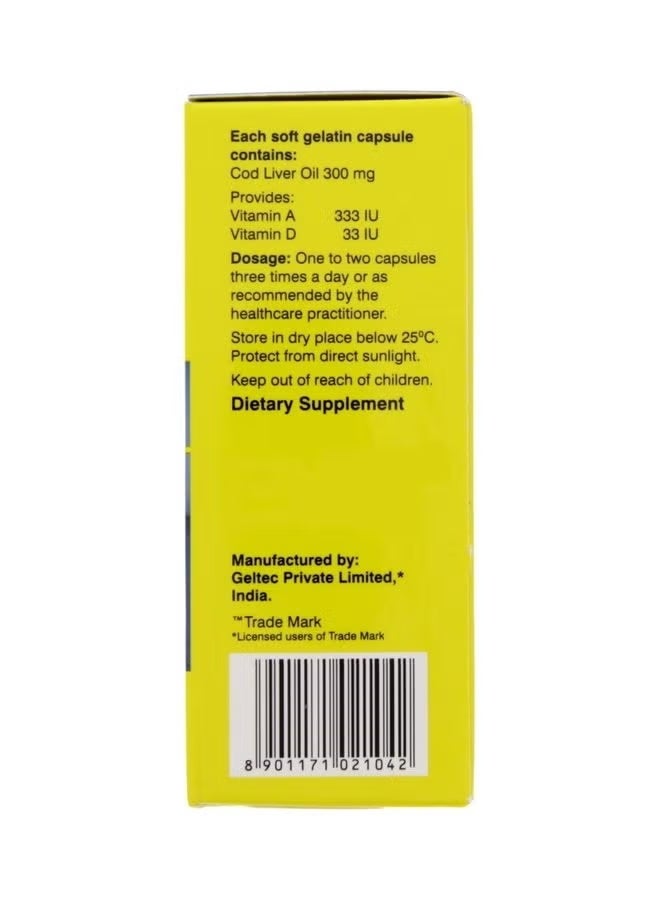 Each soft gelatin capsule
contains:
Cod Liver Oil 300 mg
Provides:
Vitamin A 333 IU
Vitamin D 33 IU
Dosage: One to two capsules
three times a day or as
recommended by the
healthcare practitioner.
Store in dry place below 25⁰C.
Protect from direct sunlight.
Keep out of reach of children.
Dietary Supplement
Manufactured by:
Geltec Private Limited,*
India.
™Trade Mark
*Licensed users of Trade Mark
8 901171 021042